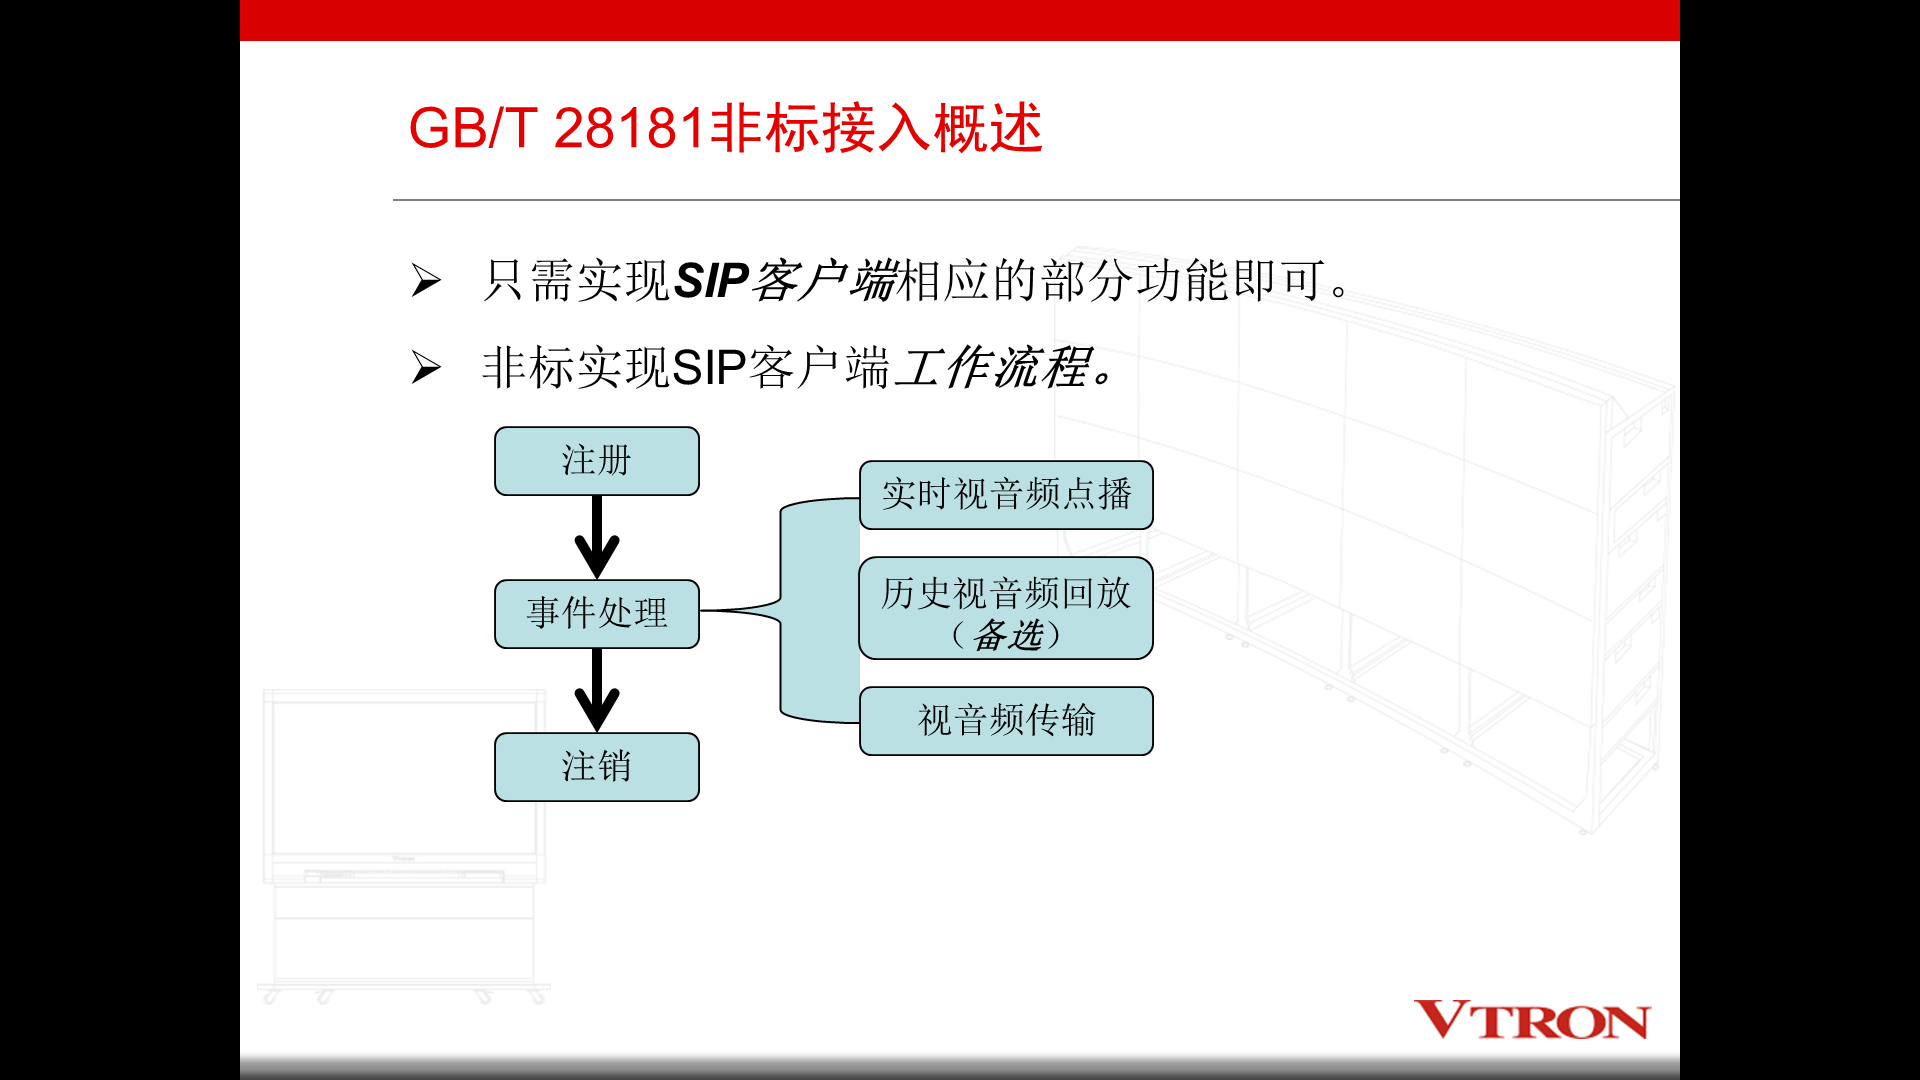 GB/T 28181非标接入概述
只需实现SIP客户端相应的部分功能即可。
非标实现SIP客户端工作流程。
注册
事件处理
注销
实时视音频点播
历史视音频回放
（备选）
视音频传输
VTRON